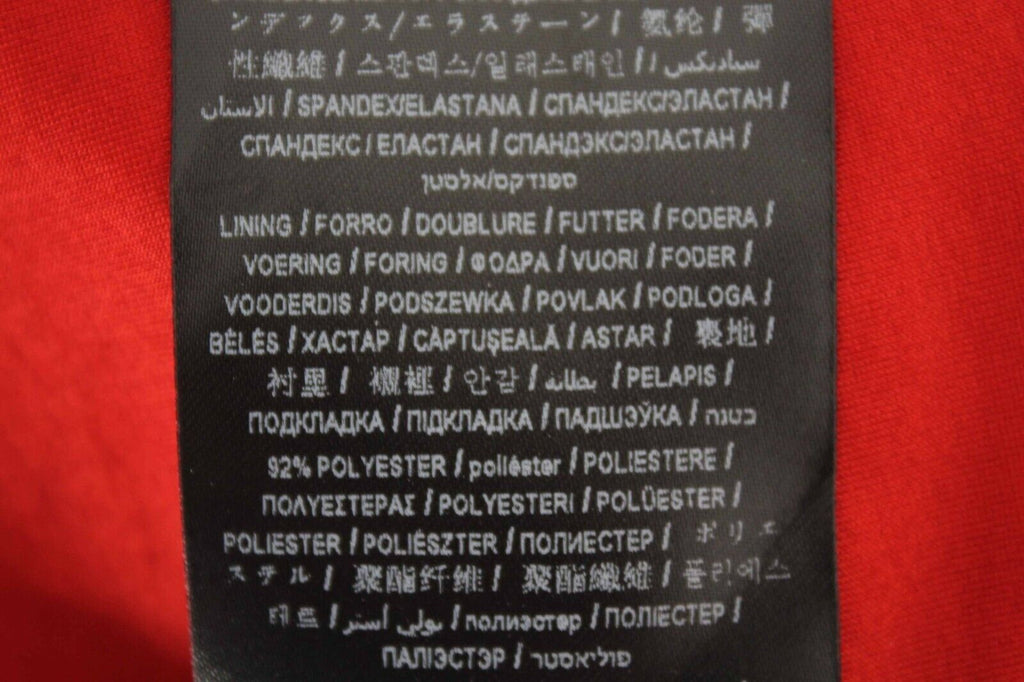 ンデックス/エラステーン / 氨纶 / 彈
性纖維 / 스판덱스/일래스태인 / سباندكس/
الاستان / SPANDEX/ELASTANA / СПАНДЕКС/ЭЛАСТАН /
СПАНДЕКС / ЕЛАСТАН / СПАНДЭКС/ЭЛАСТАН /
ספנדקס/אלסטן
LINING / FORRO / DOUBLURE / FUTTER / FODERA /
VOERING / FORING / ΦΟΔΡΑ / VUORI / FODER /
VOODERDIS / PODSZEWKA / POVLAK / PODLOGA /
BÉLÉS / ХАСТАР / CĂPTUŞEALĂ / ASTAR / 裏地 /
衬里 / 襯裡 / 안감 / بطانة / PELAPIS /
ПОДКЛАДКА / ПІДКЛАДКА / ПАДШЭЎКА / בטנה
92% POLYESTER / poliéster / POLIESTERE /
ΠΟΛΥΕΣΤΕΡΑΣ / POLYESTERI / POLÜESTER /
POLIESTER / POLIÉSZTER / ПОЛИЕСТЕР / ポリエ
ステル / 聚酯纤维 / 聚酯纖維 / 폴리에스
테르 / بولي استر / полиэстер / ПОЛІЕСТЕР /
ПАЛІЭСТЭР / פוליאסטר